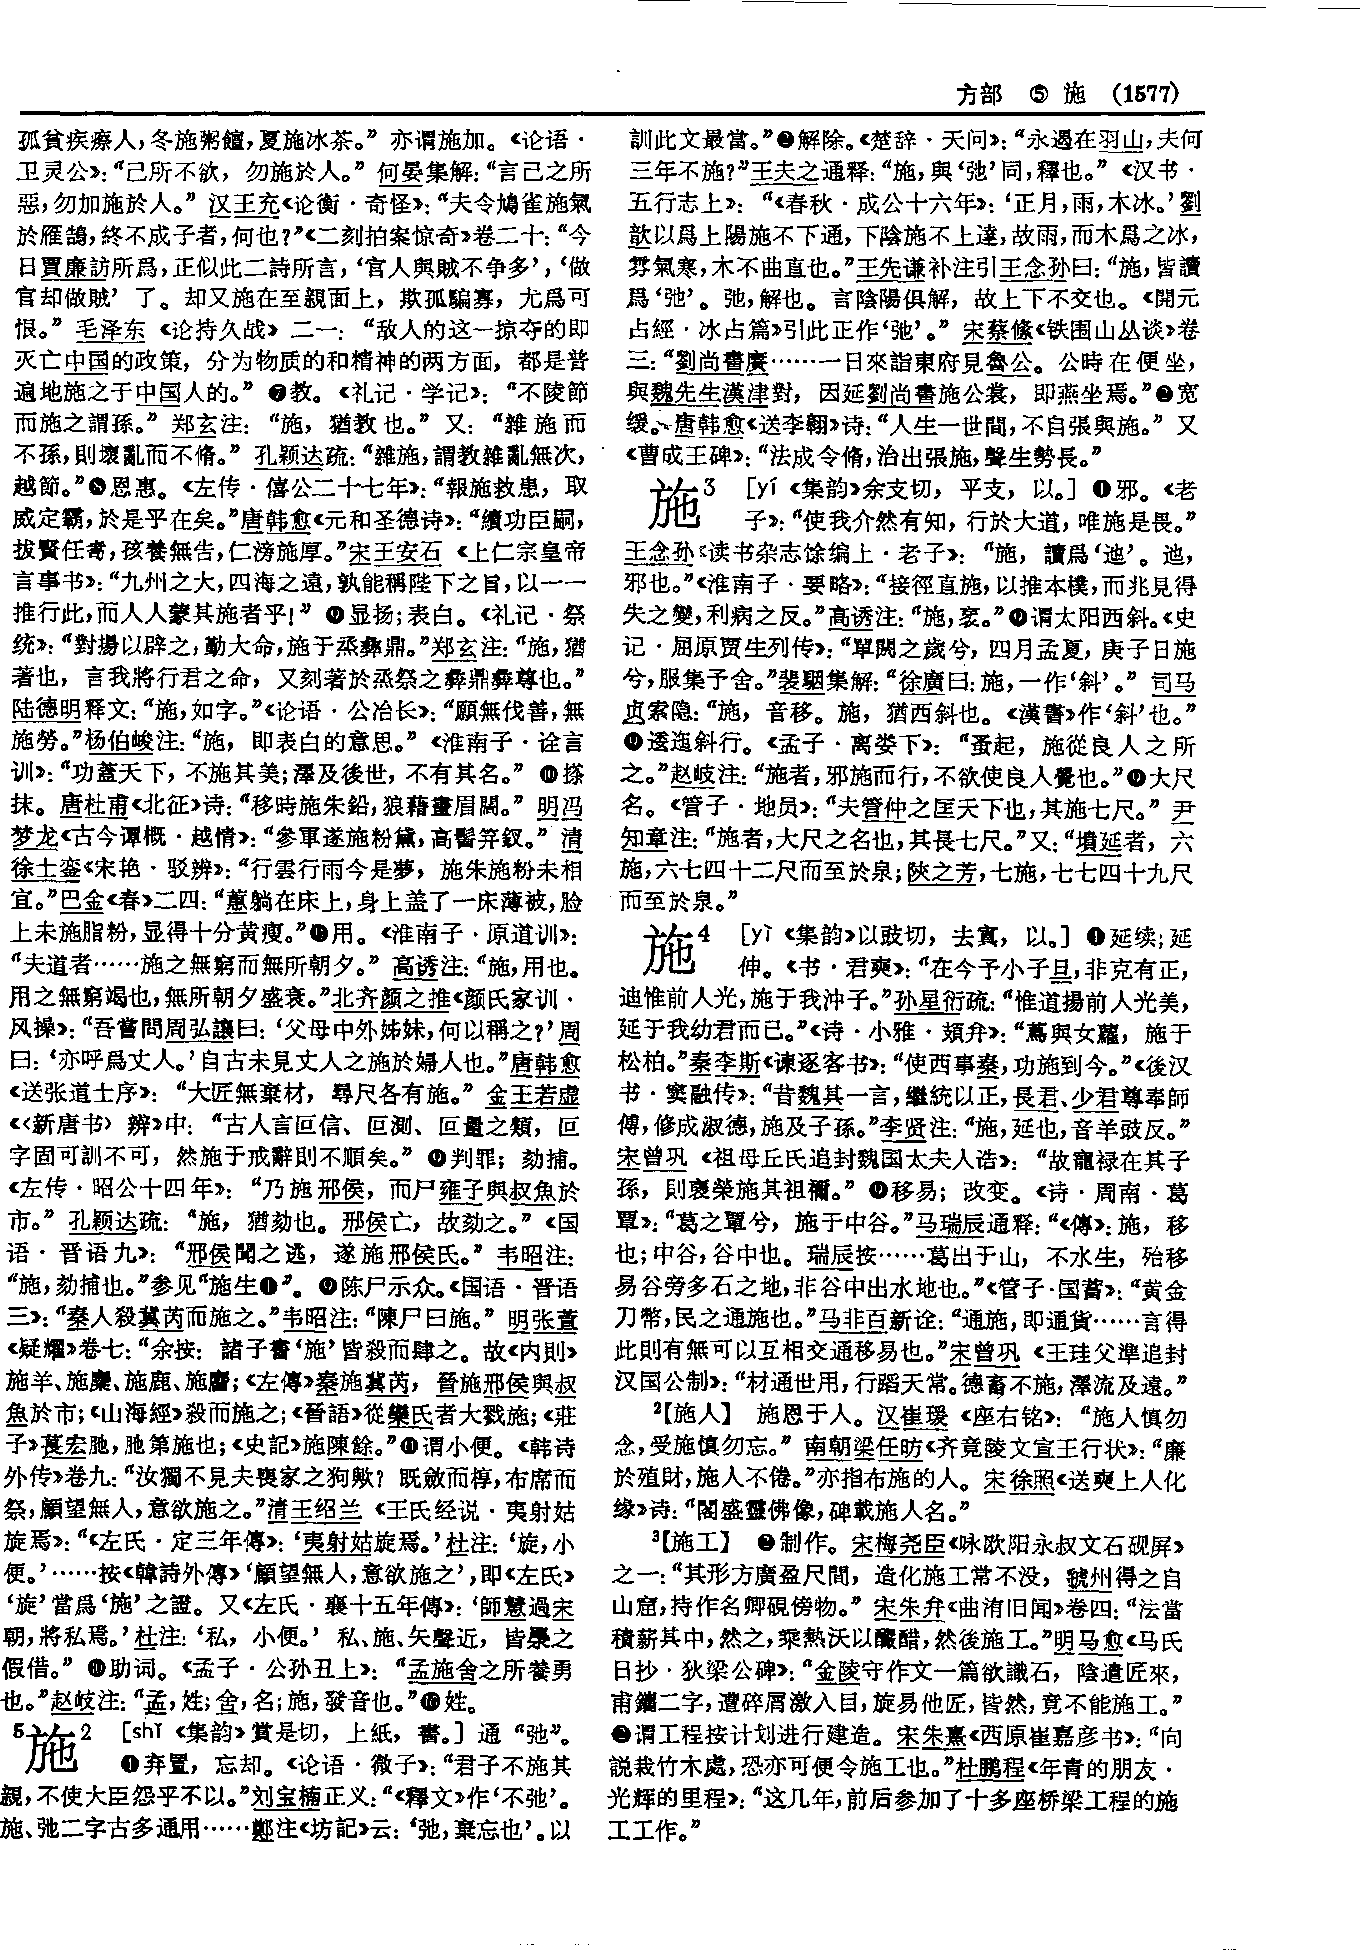 方部 ⑤ 施 (1577)
孤貧疾瘵人，冬施粥饘，夏施冰茶。”亦谓施加。《论语·
卫灵公》：“己所不欲，勿施於人。”何晏集解：“言己之所
惡，勿加施於人。”汉王充《论衡·奇怪》：“夫令鳩雀施氣
於雁鵠，終不成子者，何也？”《二刻拍案惊奇》卷二十：“今
日賈廉訪所爲，正似此二詩所言，‘官人與賊不争多’，‘做
官却做賊’了。却又施在至親面上，欺孤騙寡，尤爲可
恨。”毛泽东《论持久战》二一：“敌人的这一掠夺的即
灭亡中国的政策，分为物质的和精神的两方面，都是普
遍地施之于中国人的。”❼教。《礼记·学记》：“不陵節
而施之謂孫。”郑玄注：“施，猶教也。”又：“雜施而
不孫，則壞亂而不脩。”孔颖达疏：“雜施，謂教雜亂無次，
越節。”❽恩惠。《左传·僖公二十七年》：“報施救患，取
威定霸，於是乎在矣。”唐韩愈《元和圣德诗》：“續功臣嗣，
拔賢任耇，孩養無告，仁滂施厚。”宋王安石《上仁宗皇帝
言事书》：“九州之大，四海之遠，孰能稱陛下之旨，以一一
推行此，而人人蒙其施者乎！”❾显扬；表白。《礼记·祭
统》：“對揚以辟之，勤大命，施于烝彝鼎。”郑玄注：“施，猶
著也，言我將行君之命，又刻著於烝祭之彝鼎彝尊也。”
陆德明释文：“施，如字。”《论语·公冶长》：“願無伐善，無
施勞。”杨伯峻注：“施，即表白的意思。”《淮南子·诠言
训》：“功蓋天下，不施其美；澤及後世，不有其名。”❿搽
抹。唐杜甫《北征》诗：“移時施朱鉛，狼藉畫眉闊。”明冯
梦龙《古今谭概·越情》：“參軍遂施粉黛，高髻笄釵。”清
徐士銮《宋艳·驳辨》：“行雲行雨今是夢，施朱施粉未相
宜。”巴金《春》二四：“蕙躺在床上，身上盖了一床薄被，脸
上未施脂粉，显得十分黄瘦。”⓫用。《淮南子·原道训》：
“夫道者……施之無窮而無所朝夕。”高诱注：“施，用也。
用之無窮竭也，無所朝夕盛衰。”北齐颜之推《颜氏家训·
风操》：“吾嘗問周弘讓曰：‘父母中外姊妹，何以稱之？’周
曰：‘亦呼爲丈人。’自古未見丈人之施於婦人也。”唐韩愈
《送张道士序》：“大匠無棄材，尋尺各有施。”金王若虚
《〈新唐书〉辨》中：“古人言叵信、叵測、叵量之類，叵
字固可訓不可，然施于戒辭則不順矣。”⓬判罪；劾捕。
《左传·昭公十四年》：“乃施邢侯，而尸雍子與叔魚於
市。”孔颖达疏：“施，猶劾也。邢侯亡，故劾之。”《国
语·晋语九》：“邢侯聞之逃，遂施邢侯氏。”韦昭注：
“施，劾捕也。”参见“施生❶”。⓭陈尸示众。《国语·晋语
三》：“秦人殺冀芮而施之。”韦昭注：“陳尸曰施。”明张萱
《疑耀》卷七：“余按：諸子書‘施’皆殺而肆之。故《内則》
施羊、施麋、施鹿、施麕；《左傳》秦施冀芮，晉施邢侯與叔
魚於市；《山海經》殺而施之；《晉語》從欒氏者大戮施；《莊
子》萇宏胣，胣第施也；《史記》施陳餘。”⓮谓小便。《韩诗
外传》卷九：“汝獨不見夫喪家之狗歟？既斂而椁，布席而
祭，顧望無人，意欲施之。”清王绍兰《王氏经说·夷射姑
旋焉》：“《左氏·定三年傳》：‘夷射姑旋焉。’杜注：‘旋，小
便。’……按《韓詩外傳》‘顧望無人，意欲施之’，即《左氏》
‘旋’當爲‘施’之證。又《左氏·襄十五年傳》：‘師慧過宋
朝，將私焉。’杜注：‘私，小便。’私、施、矢聲近，皆㬥之
假借。”⓯助词。《孟子·公孙丑上》：“孟施舍之所養勇
也。”赵岐注：“孟，姓；舍，名；施，發音也。”⓰姓。
5施2 [shǐ《集韵》賞是切，上紙，書。]通“弛”。
❶弃置，忘却。《论语·微子》：“君子不施其
親，不使大臣怨乎不以。”刘宝楠正义：“《釋文》作‘不弛’。
施、弛二字古多通用……鄭注《坊記》云：‘弛，棄忘也’。以
訓此文最當。”❷解除。《楚辞·天问》：“永遏在羽山，夫何
三年不施？”王夫之通释：“施，與‘弛’同，釋也。”《汉书·
五行志上》：“《春秋·成公十六年》：‘正月，雨，木冰。’劉
歆以爲上陽施不下通，下陰施不上達，故雨，而木爲之冰，
雰氣寒，木不曲直也。”王先谦补注引王念孙曰：“施，皆讀
爲‘弛’。弛，解也。言陰陽俱解，故上下不交也。《開元
占經·冰占篇》引此正作‘弛’。”宋蔡絛《铁围山丛谈》卷
三：“劉尚書賡……一日來詣東府見魯公。公時在便坐，
與魏先生漢津對，因延劉尚書施公裳，即燕坐焉。”❸宽
缓。唐韩愈《送李翱》诗：“人生一世間，不自張與施。”又
《曹成王碑》：“法成令脩，治出張施，聲生勢長。”
施3 [yí《集韵》余支切，平支，以。]❶邪。《老
子》：“使我介然有知，行於大道，唯施是畏。”
王念孙《读书杂志馀编上·老子》：“施，讀爲‘迆’。迆，
邪也。”《淮南子·要略》：“接徑直施，以推本樸，而兆見得
失之變，利病之反。”高诱注：“施，衺。”❷谓太阳西斜。《史
记·屈原贾生列传》：“單閼之歲兮，四月孟夏，庚子日施
兮，服集予舍。”裴駰集解：“徐廣曰：施，一作‘斜’。”司马
贞索隐：“施，音移。施，猶西斜也。《漢書》作‘斜’也。”
❸逶迤斜行。《孟子·离娄下》：“蚤起，施從良人之所
之。”赵岐注：“施者，邪施而行，不欲使良人覺也。”❹大尺
名。《管子·地员》：“夫管仲之匡天下也，其施七尺。”尹
知章注：“施者，大尺之名也，其長七尺。”又：“墳延者，六
施，六七四十二尺而至於泉；陝之芳，七施，七七四十九尺
而至於泉。”
施4 [yì《集韵》以豉切，去寘，以。]❶延续；延
伸。《书·君奭》：“在今予小子旦，非克有正，
迪惟前人光，施于我沖子。”孙星衍疏：“惟道揚前人光美，
延于我幼君而已。”《诗·小雅·頍弁》：“蔦與女蘿，施于
松柏。”秦李斯《谏逐客书》：“使西事秦，功施到今。”《後汉
书·窦融传》：“昔魏其一言，繼統以正，長君、少君尊奉師
傅，修成淑德，施及子孫。”李贤注：“施，延也，音羊豉反。”
宋曾巩《祖母丘氏追封魏国太夫人诰》：“故寵禄在其子
孫，則褒榮施其祖禰。”❷移易；改变。《诗·周南·葛
覃》：“葛之覃兮，施于中谷。”马瑞辰通释：“《傳》：施，移
也；中谷，谷中也。瑞辰按……葛出于山，不水生，殆移
易谷旁多石之地，非谷中出水地也。”《管子·国蓄》：“黄金
刀幣，民之通施也。”马非百新诠：“通施，即通貨……言得
此則有無可以互相交通移易也。”宋曾巩《王珪父準追封
汉国公制》：“材通世用，行蹈天常。德畜不施，澤流及遠。”
2【施人】 施恩于人。汉崔瑗《座右铭》：“施人慎勿
念，受施慎勿忘。”南朝梁任昉《齐竟陵文宣王行状》：“廉
於殖財，施人不倦。”亦指布施的人。宋徐照《送奭上人化
缘》诗：“閣盛靈佛像，碑載施人名。”
3【施工】 ❷制作。宋梅尧臣《咏欧阳永叔文石砚屏》
之一：“其形方廣盈尺間，造化施工常不没，虢州得之自
山窟，持作名卿硯傍物。”宋朱弁《曲洧旧闻》卷四：“法當
積薪其中，然之，乘熱沃以釅醋，然後施工。”明马愈《马氏
日抄·狄梁公碑》：“金陵守作文一篇欲識石，陰遣匠來，
甫鑴二字，遭碎屑激入目，旋易他匠，皆然，竟不能施工。”
❸谓工程按计划进行建造。宋朱熹《西原崔嘉彦书》：“向
説栽竹木處，恐亦可便令施工也。”杜鹏程《年青的朋友·
光辉的里程》：“这几年，前后参加了十多座桥梁工程的施
工工作。”